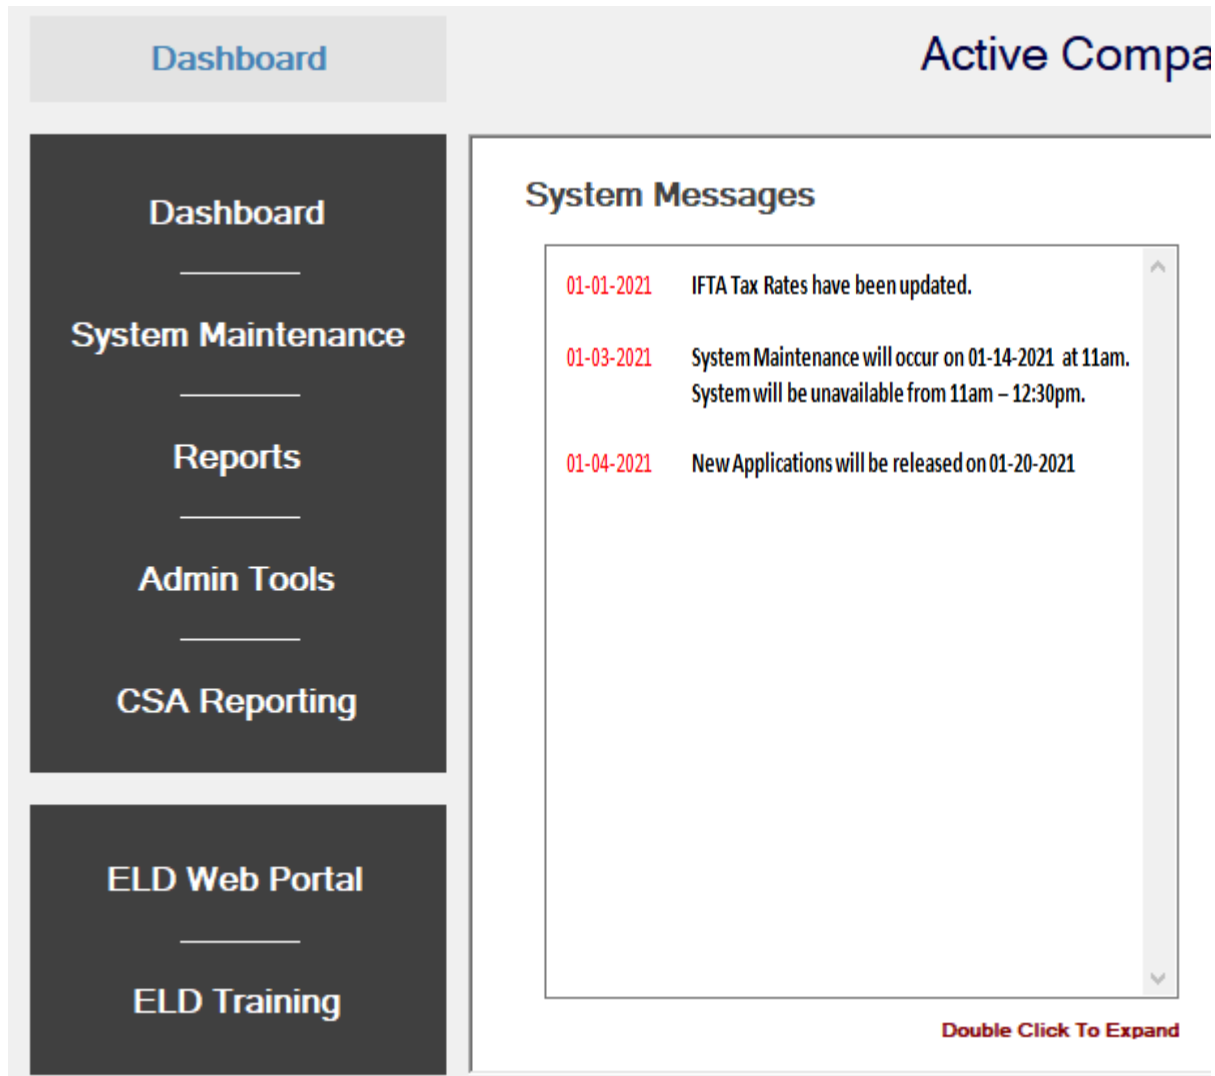 Dashboard
Active Compa
Dashboard
System Maintenance
Reports
Admin Tools
CSA Reporting
ELD Web Portal
ELD Training
System Messages
01-01-2021 IFTA Tax Rates have been updated.
01-03-2021 System Maintenance will occur on 01-14-2021 at 11am.
System will be unavailable from 11am – 12:30pm.
01-04-2021 New Applications will be released on 01-20-2021
Double Click To Expand